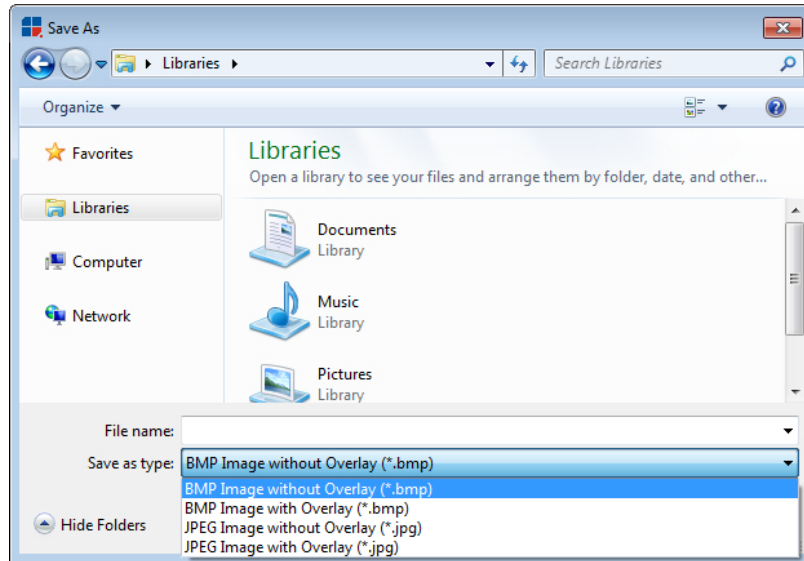 Save As
Libraries
Search Libraries
Organize
Favorites
Libraries
Computer
Network
Libraries
Open a library to see your files and arrange them by folder, date, and other...
Documents
Library
Music
Library
Pictures
Library
File name:
Save as type: BMP Image without Overlay (*.bmp)
BMP Image without Overlay (*.bmp)
BMP Image with Overlay (*.bmp)
JPEG Image without Overlay (*.jpg)
JPEG Image with Overlay (*.jpg)
Hide Folders